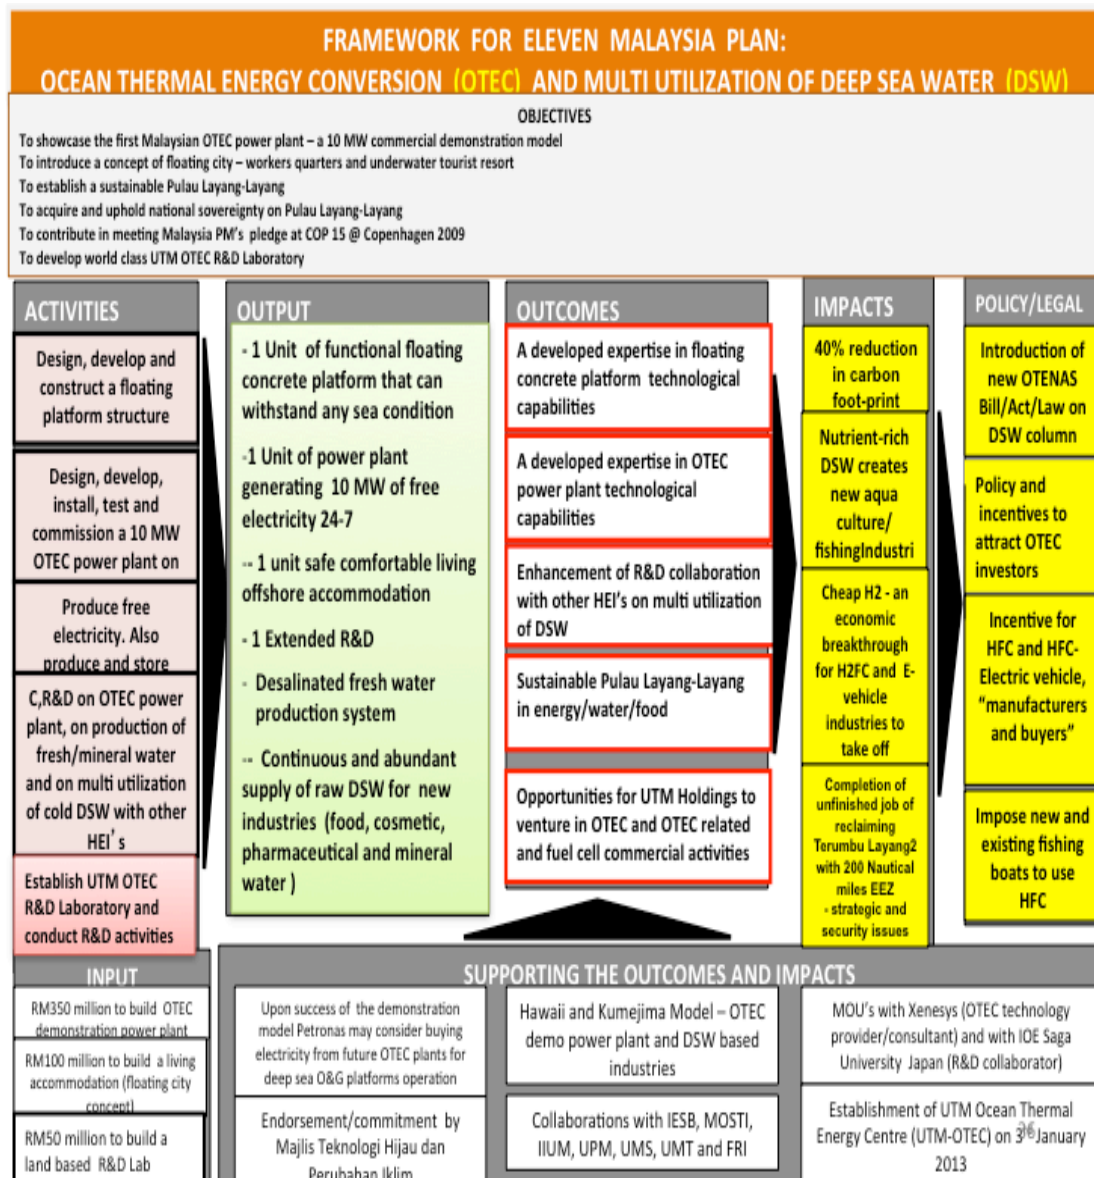 FRAMEWORK FOR ELEVEN MALAYSIA PLAN:
OCEAN THERMAL ENERGY CONVERSION (OTEC) AND MULTI UTILIZATION OF DEEP SEA WATER (DSW)
OBJECTIVES
To showcase the first Malaysian OTEC power plant – a 10 MW commercial demonstration model
To introduce a concept of floating city – workers quarters and underwater tourist resort
To establish a sustainable Pulau Layang-Layang
To acquire and uphold national sovereignty on Pulau Layang-Layang
To contribute in meeting Malaysia PM's pledge at COP 15 @ Copenhagen 2009
To develop world class UTM OTEC R&D Laboratory
ACTIVITIES
Design, develop and
construct a floating
platform structure
Design, develop,
install, test and
commission a 10 MW
OTEC power plant on
Produce free
electricity. Also
produce and store
C,R&D on OTEC power
plant, on production of
fresh/mineral water
and on multi utilization
of cold DSW with other
HEI's
Establish UTM OTEC
R&D Laboratory and
conduct R&D activities
OUTPUT
- 1 Unit of functional floating
concrete platform that can
withstand any sea condition
-1 Unit of power plant
generating 10 MW of free
electricity 24-7
-- 1 unit safe comfortable living
offshore accommodation
- 1 Extended R&D
- Desalinated fresh water
production system
-- Continuous and abundant
supply of raw DSW for new
industries (food, cosmetic,
pharmaceutical and mineral
water )
OUTCOMES
A developed expertise in floating
concrete platform technological
capabilities
A developed expertise in OTEC
power plant technological
capabilities
Enhancement of R&D collaboration
with other HEI's on multi utilization
of DSW
Sustainable Pulau Layang-Layang
in energy/water/food
Opportunities for UTM Holdings to
venture in OTEC and OTEC related
and fuel cell commercial activities
IMPACTS
40% reduction
in carbon
foot-print
Nutrient-rich
DSW creates
new aqua
culture/
fishingIndustri
Cheap H2 - an
economic
breakthrough
for H2FC and E-
vehicle
industries to
take off
Completion of
unfinished job of
reclaiming
Terumbu Layang2
with 200 Nautical
miles EEZ
- strategic and
security issues
POLICY/LEGAL
Introduction of
new OTENAS
Bill/Act/Law on
DSW column
Policy and
incentives to
attract OTEC
investors
Incentive for
HFC and HFC-
Electric vehicle,
"manufacturers
and buyers"
Impose new and
existing fishing
boats to use
HFC
INPUT
RM350 million to build OTEC
demonstration power plant
RM100 million to build a living
accommodation (floating city
concept)
RM50 million to build a
land based R&D Lab
SUPPORTING THE OUTCOMES AND IMPACTS
Upon success of the demonstration
model Petronas may consider buying
electricity from future OTEC plants for
deep sea O&G platforms operation
Endorsement/commitment by
Majlis Teknologi Hijau dan
Perubahan Iklim
Hawaii and Kumejima Model – OTEC
demo power plant and DSW based
industries
Collaborations with IESB, MOSTI,
IIUM, UPM, UMS, UMT and FRI
MOU's with Xenesys (OTEC technology
provider/consultant) and with IOE Saga
University Japan (R&D collaborator)
Establishment of UTM Ocean Thermal
Energy Centre (UTM-OTEC) on January
2013